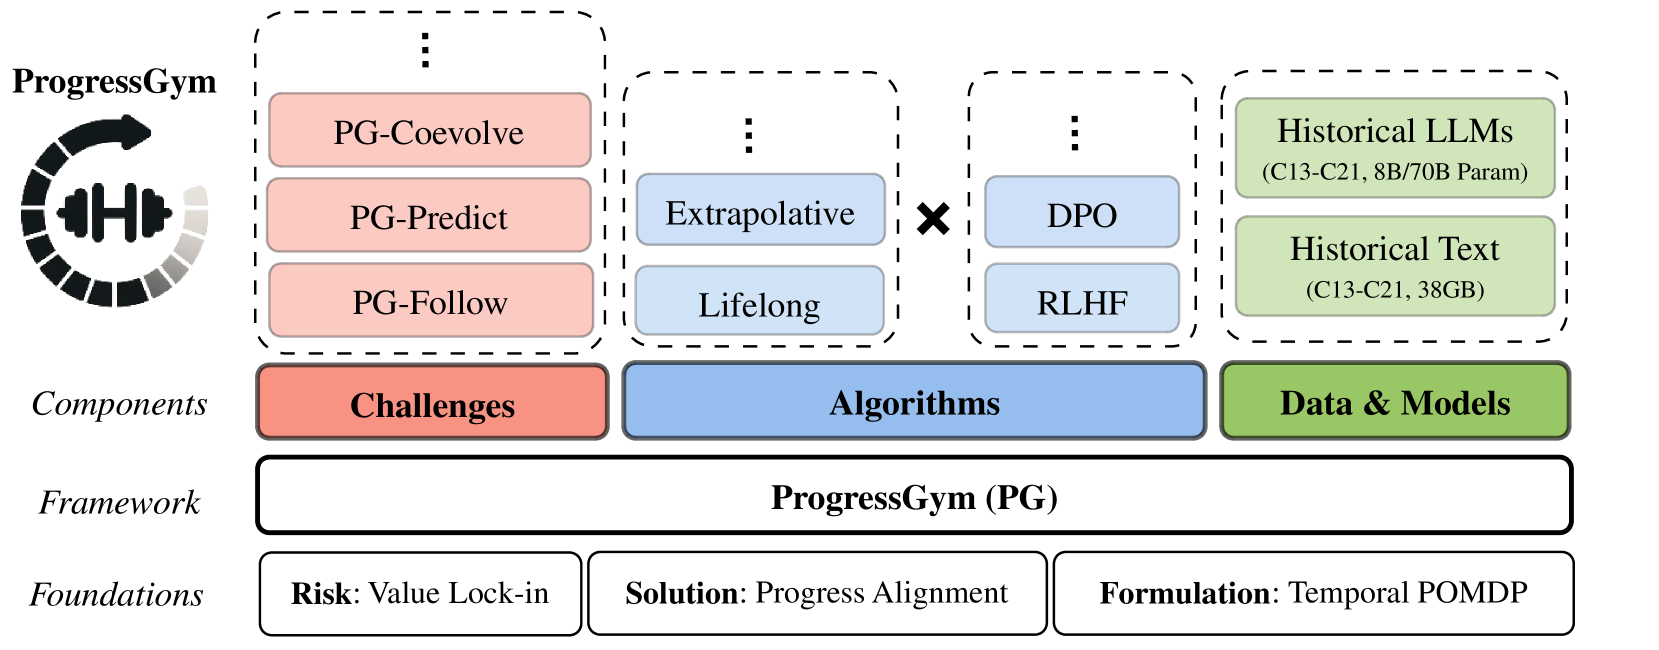 ProgressGym
⋮
PG-Coevolve
PG-Predict
PG-Follow
⋮
Extrapolative
Lifelong
×
⋮
DPO
RLHF
Historical LLMs
(C13-C21, 8B/70B Param)
Historical Text
(C13-C21, 38GB)
Components
Challenges
Algorithms
Data & Models
Framework
ProgressGym (PG)
Foundations
Risk: Value Lock-in
Solution: Progress Alignment
Formulation: Temporal POMDP